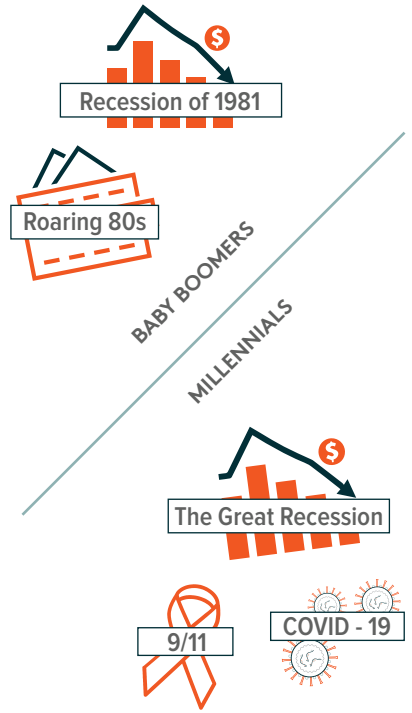 $
Recession of 1981
Roaring 80s
BABY BOOMERS
MILLENNIALS
$
The Great Recession
9/11
COVID - 19